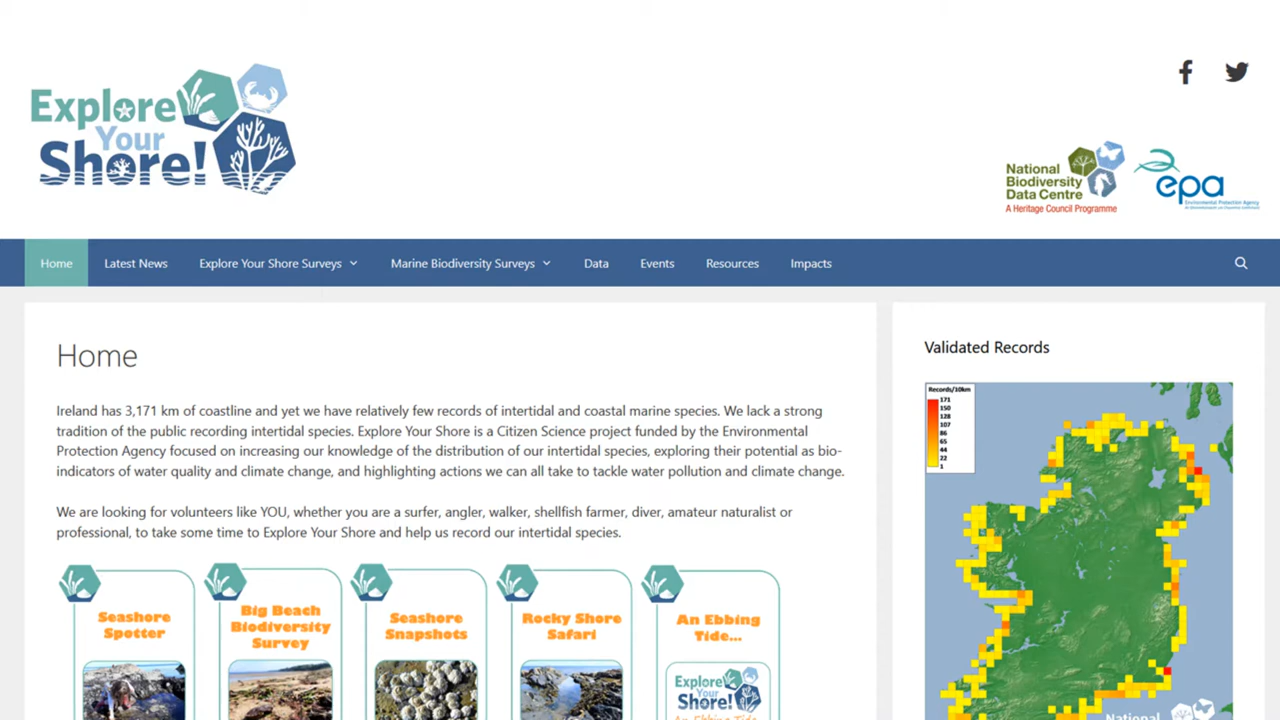 Explore
Your
Shore!
National
Biodiversity
Data Centre
A Heritage Council Programme
epa
Environmental Protection Agency
Home
Latest News
Explore Your Shore Surveys
Marine Biodiversity Surveys
Data
Events
Resources
Impacts
Home
Ireland has 3,171 km of coastline and yet we have relatively few records of intertidal and coastal marine species. We lack a strong
tradition of the public recording intertidal species. Explore Your Shore is a Citizen Science project funded by the Environmental
Protection Agency focused on increasing our knowledge of the distribution of our intertidal species, exploring their potential as bio-
indicators of water quality and climate change, and highlighting actions we can all take to tackle water pollution and climate change.
We are looking for volunteers like YOU, whether you are a surfer, angler, walker, shellfish farmer, diver, amateur naturalist or
professional, to take some time to Explore Your Shore and help us record our intertidal species.
Seashore
Spotter
Big Beach
Biodiversity
Survey
Seashore
Snapshots
Rocky Shore
Safari
An Ebbing
Tide...
Explore
Your
Shore!
An Ebbing Tide
Validated Records
Records/10km
171
150
128
107
86
65
44
22
1
National